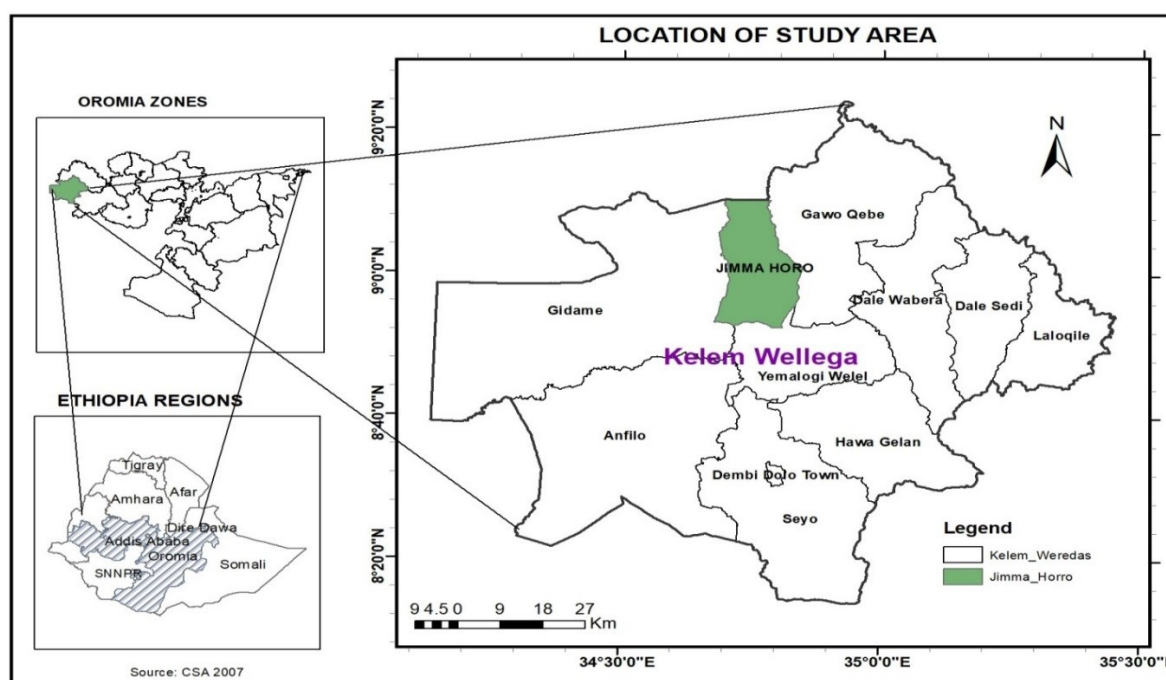 LOCATION OF STUDY AREA
OROMIA ZONES
ETHIOPIA REGIONS
Tigray
Amhara
Afar
Dire Dawa
Addis Ababa
Oromia
Somali
SNNPR
Source: CSA 2007
9°20'0"N
9°0'0"N
8°40'0"N
8°20'0"N
N
Gawo Qebe
JIMMA HORO
Gidame
Dale Wabera
Dale Sedi
Laloqile
Kelem Wellega
Yemalogi Welel
Anfilo
Hawa Gelan
Dembi Dolo Town
Seyo
Legend
Kelem_Weredas
Jimma_Horro
9 4.5 0 9 18 27
Km
34°30'0"E 35°0'0"E 35°30'0"E